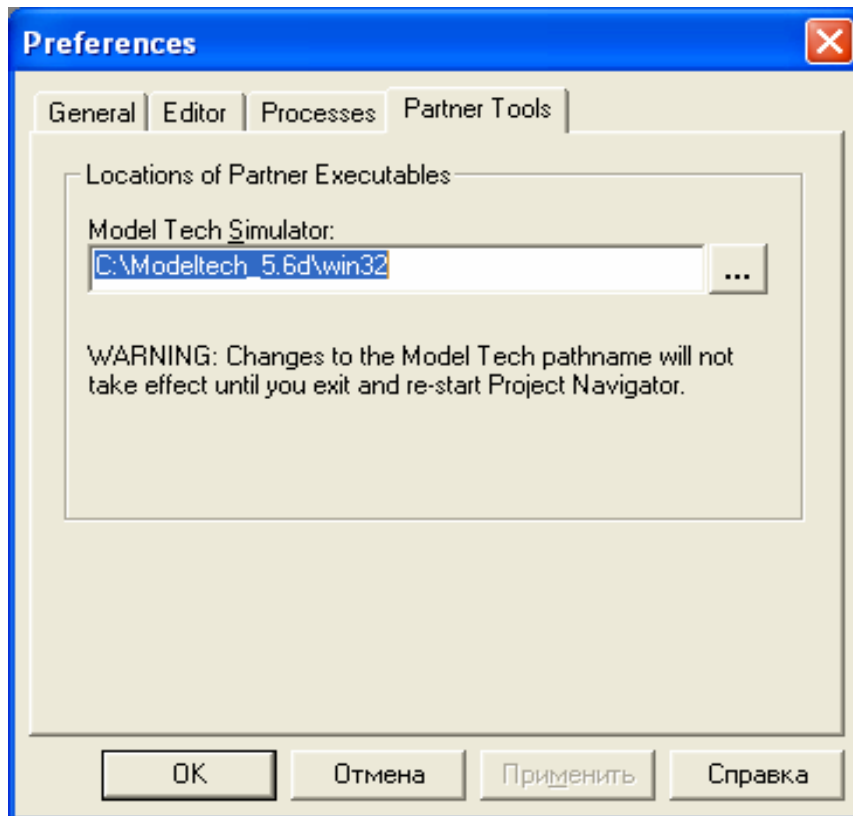 Preferences
General Editor Processes Partner Tools
Locations of Partner Executables
Model Tech Simulator:
C:\Modeltech_5.6d\win32
...
WARNING: Changes to the Model Tech pathname will not
take effect until you exit and re-start Project Navigator.
OK Отмена Применить Справка